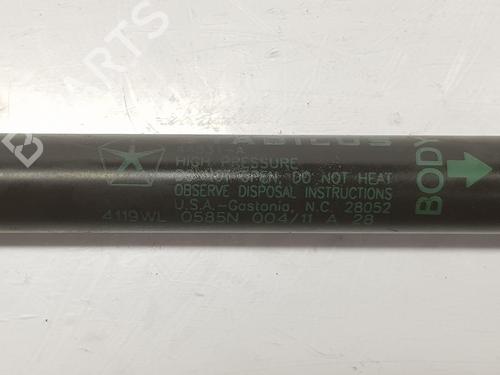 STABILUS
HIGH PRESSURE
DO NOT OPEN, DO NOT HEAT
OBSERVE DISPOSAL INSTRUCTIONS
U.S.A.-Gastonia, N.C. 28052
4119WL 0585N 004/11 A 28
BODY